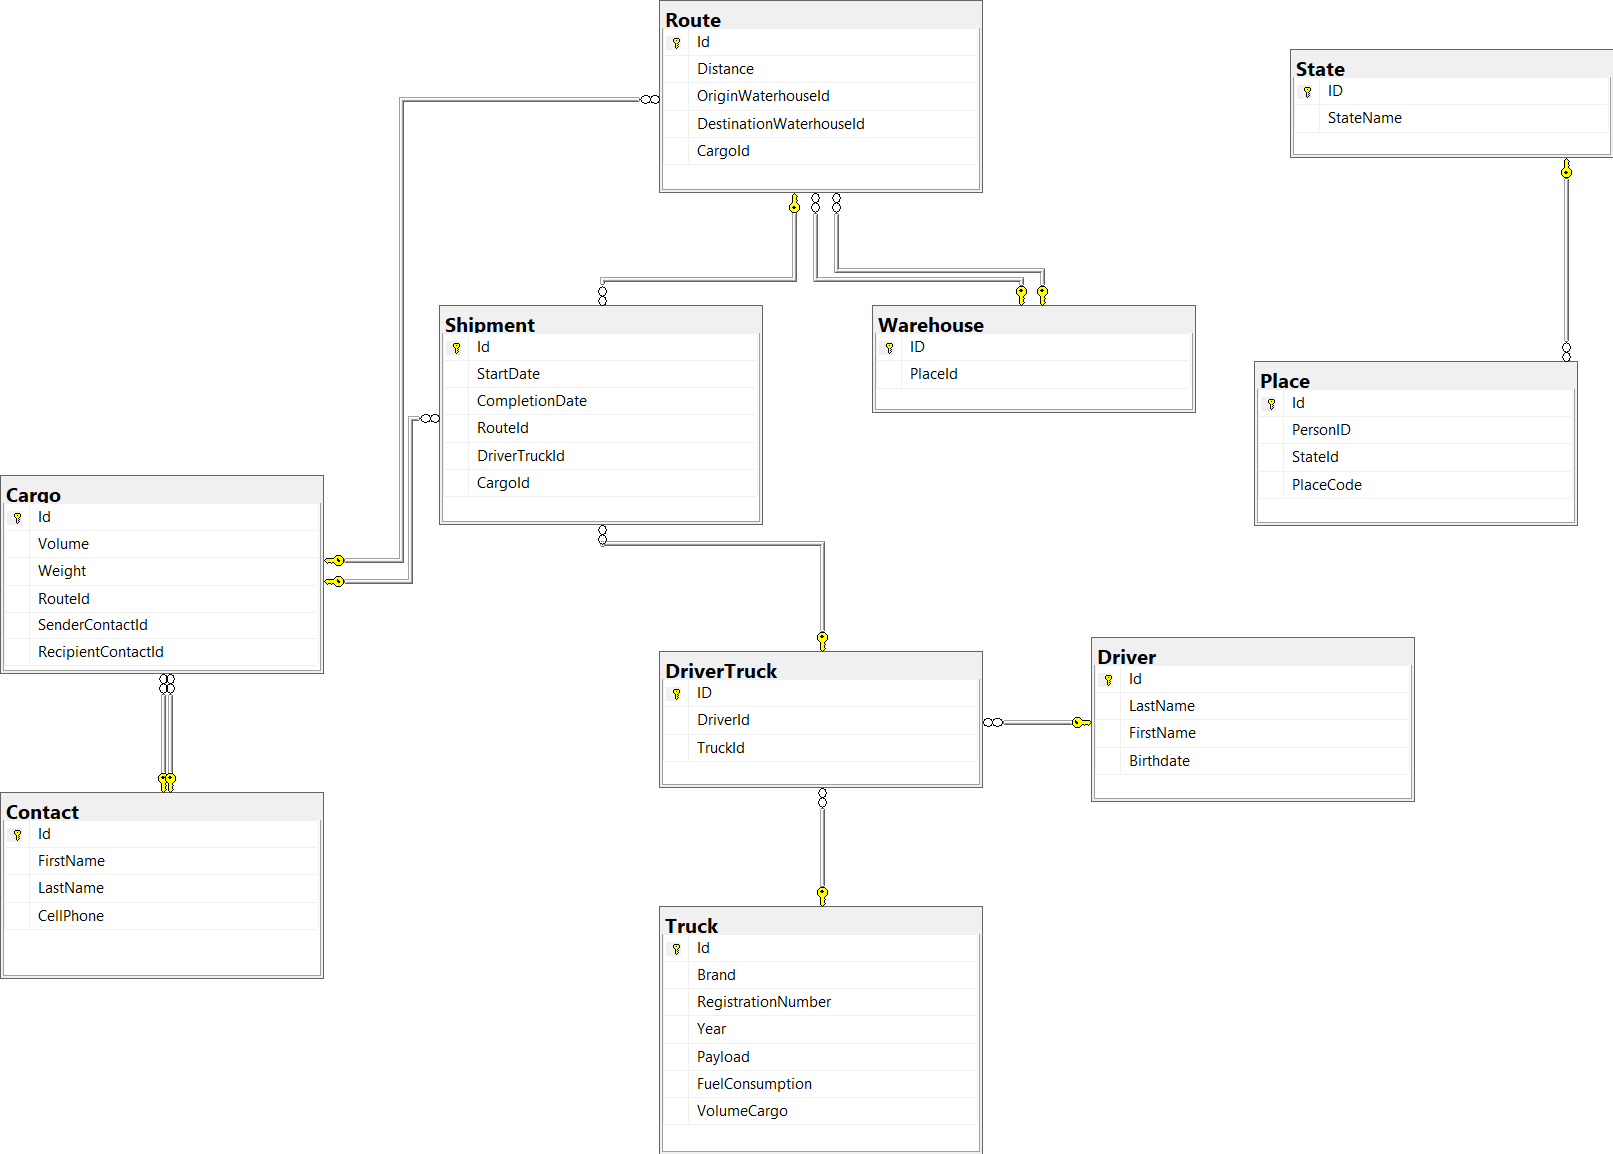 Route
Id
Distance
OriginWaterhouseId
DestinationWaterhouseId
CargoId
State
ID
StateName
Shipment
Id
StartDate
CompletionDate
RouteId
DriverTruckId
CargoId
Warehouse
ID
PlaceId
Place
Id
PersonID
StateId
PlaceCode
Cargo
Id
Volume
Weight
RouteId
SenderContactId
RecipientContactId
DriverTruck
ID
DriverId
TruckId
Driver
Id
LastName
FirstName
Birthdate
Contact
Id
FirstName
LastName
CellPhone
Truck
Id
Brand
RegistrationNumber
Year
Payload
FuelConsumption
VolumeCargo